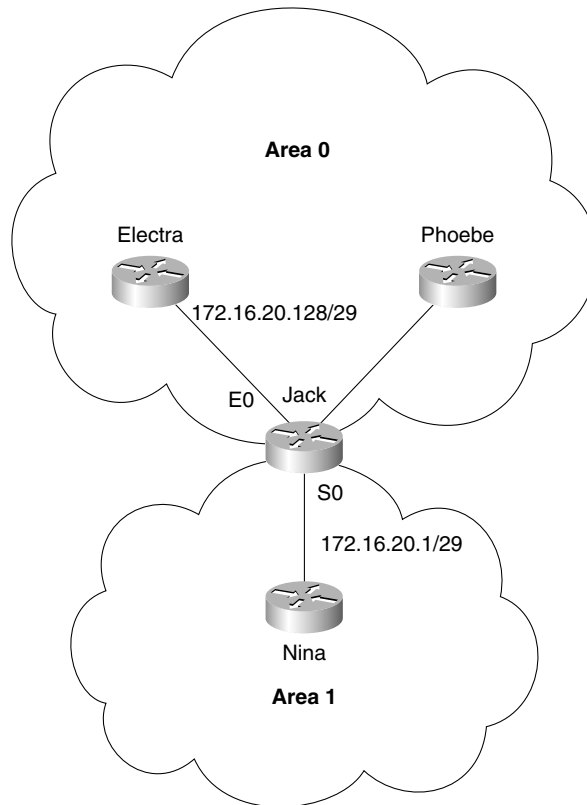 Area 0
Electra
Phoebe
172.16.20.128/29
E0
Jack
S0
172.16.20.1/29
Nina
Area 1